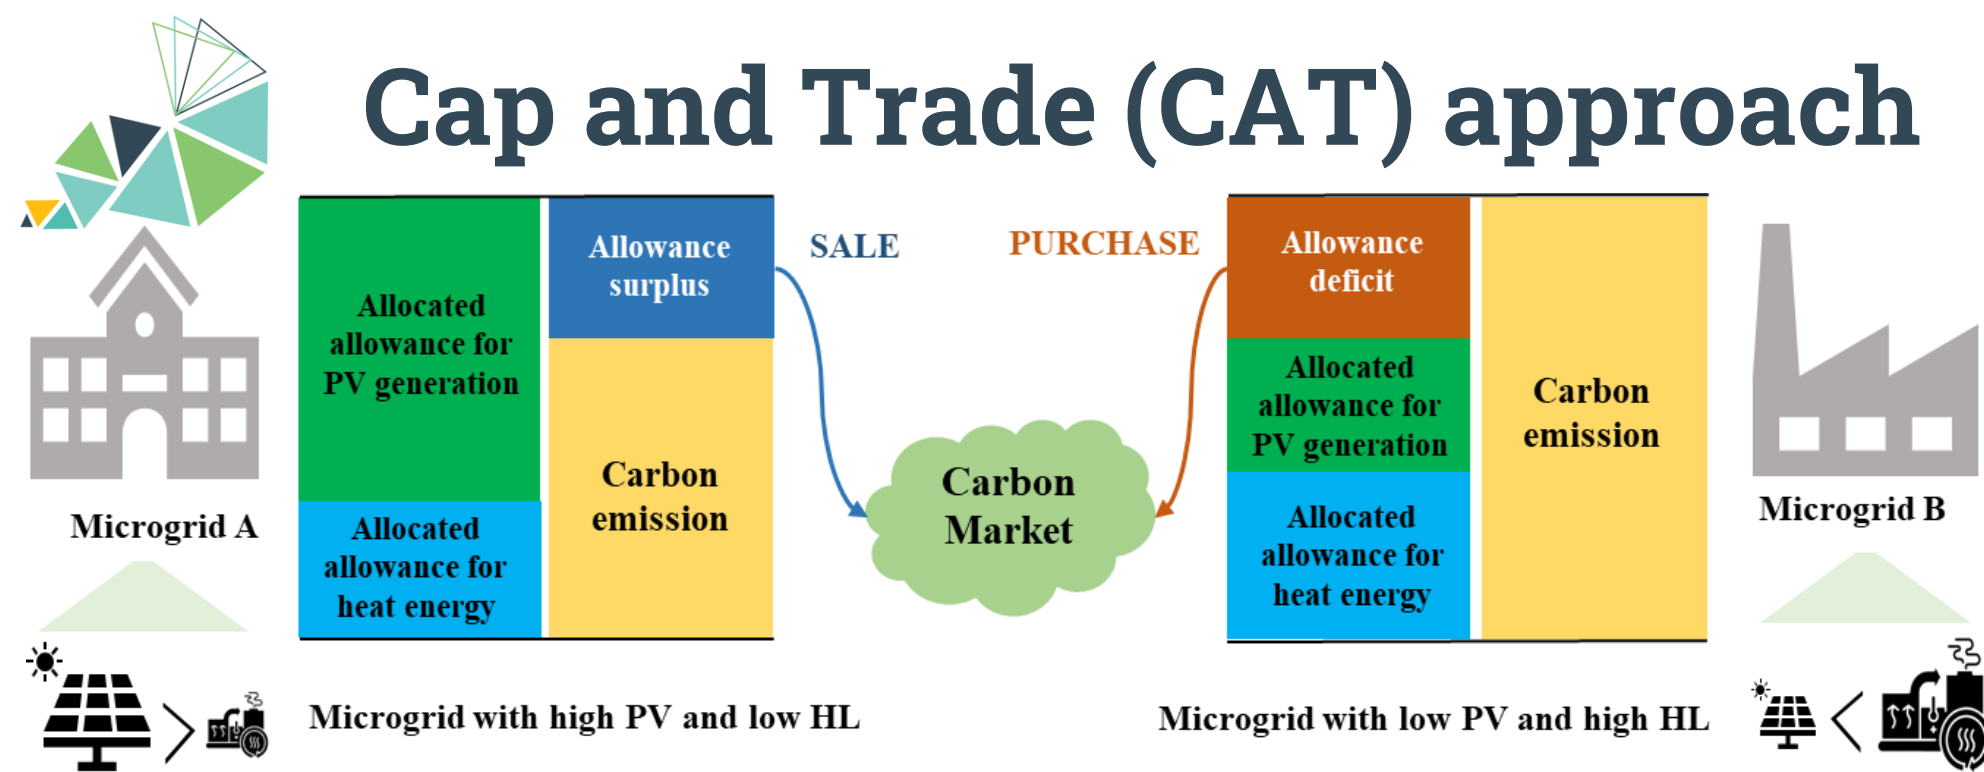 Cap and Trade (CAT) approach
Allocated
allowance for
PV generation
Allocated
allowance for
heat energy
Allowance
surplus
Carbon
emission
SALE
PURCHASE
Carbon
Market
Allowance
deficit
Allocated
allowance for
PV generation
Allocated
allowance for
heat energy
Carbon
emission
Microgrid A
Microgrid B
Microgrid with high PV and low HL
Microgrid with low PV and high HL